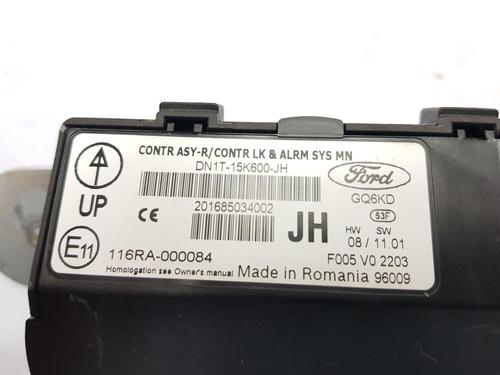 CONTR ASY-R/CONTR LK & ALRM SYS MN
DN1T-15K600-JH
Ford
GQ6KD
UP
CE
201685034002
JH
53F
HW SW
08 / 11.01
E11
116RA-000084
F005 V0 2203
Homologation see Owner's manual
Made in Romania 96009